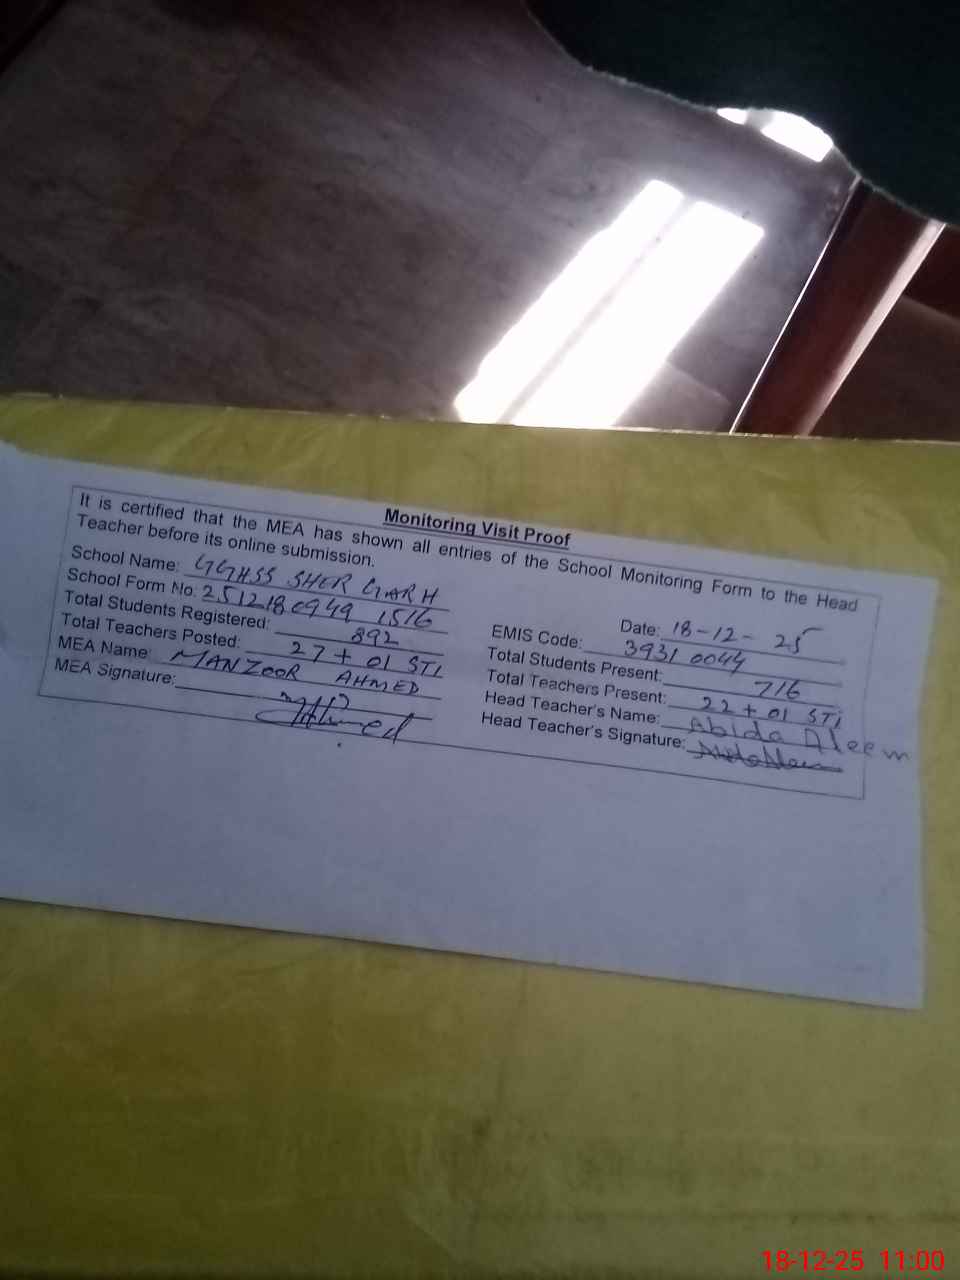 Monitoring Visit Proof
It is certified that the MEA has shown all entries of the School Monitoring Form to the Head
Teacher before its online submission.
Date: 18-12-25
School Name: GGHSS SHER GARH
EMIS Code: 39310044
School Form No: 2512180949 1516
Total Students Present: 716
Total Students Registered: 892
Total Teachers Present: 22 + 01 STI
Total Teachers Posted: 27 + 01 STI
Head Teacher's Name: Abida Aleem
MEA Name: MANZOOR AHMED
Head Teacher's Signature:
MEA Signature: Ahmed
18-12-25 11:00